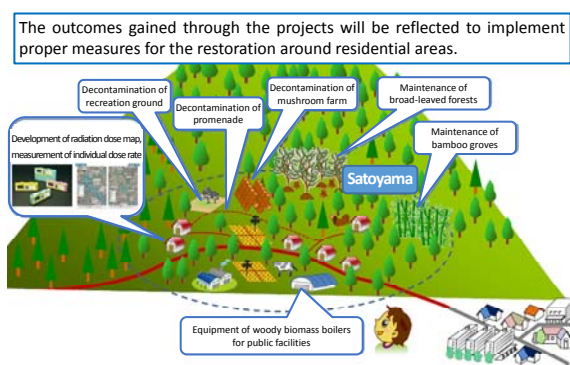 The outcomes gained through the projects will be reflected to implement
proper measures for the restoration around residential areas.
Decontamination of
recreation ground
Decontamination of
promenade
Decontamination of
mushroom farm
Maintenance of
broad-leaved forests
Maintenance of
bamboo groves
Development of radiation dose map,
measurement of individual dose rate
Satoyama
Equipment of woody biomass boilers
for public facilities